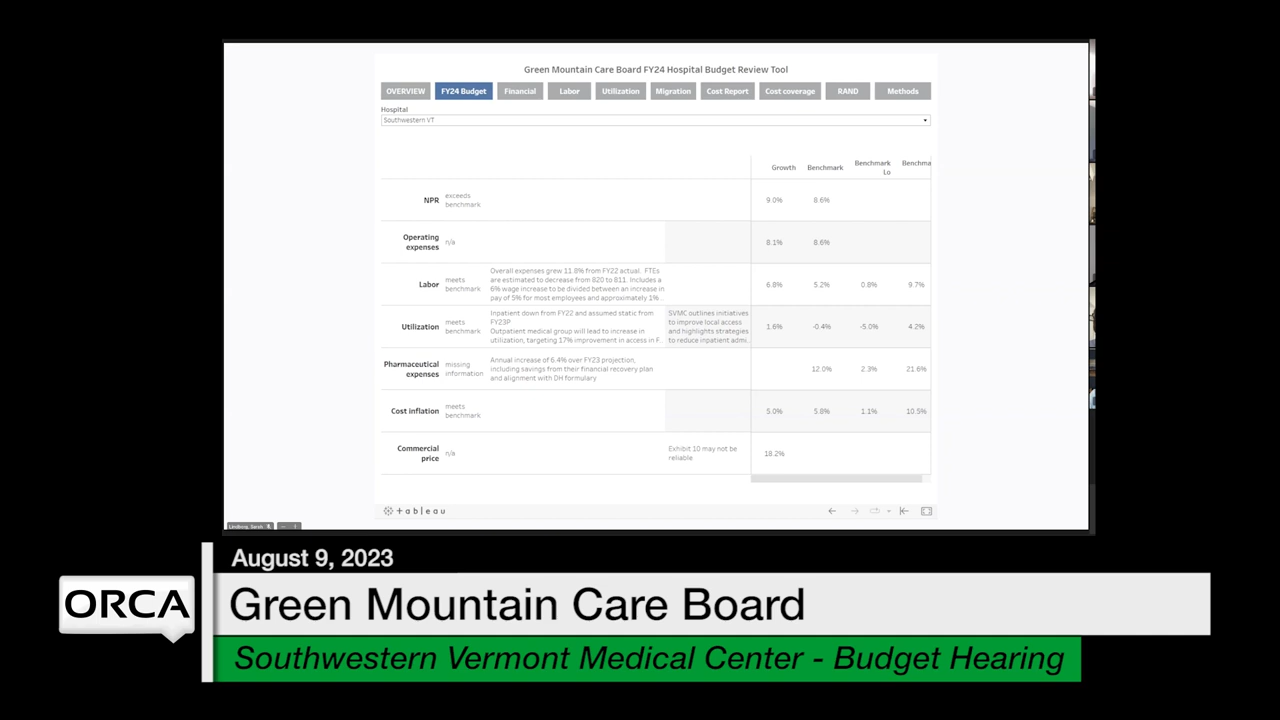 Green Mountain Care Board FY24 Hospital Budget Review Tool
OVERVIEW FY24 Budget Financial Labor Utilization Migration Cost Report Cost coverage RAND Methods
Hospital
Southwestern VT
Growth Benchmark Benchmark Lo Benchma
NPR exceeds benchmark 9.0% 8.6%
Operating expenses n/a 8.1% 8.6%
Labor meets benchmark
Overall expenses grew 11.8% from FY22 actual. FTEs
are estimated to decrease from 820 to 811. Includes a
6% wage increase to be divided between an increase in
pay of 5% for most employees and approximately 1% ..
6.8% 5.2% 0.8% 9.7%
Utilization meets benchmark
Inpatient down from FY22 and assumed static from
FY23P.
Outpatient medical group will lead to increase in
utilization, targeting 17% improvement in access in F..
SVMC outlines initiatives
to improve local access
and highlights strategies
to reduce inpatient admi..
1.6% -0.4% -5.0% 4.2%
Pharmaceutical expenses missing information
Annual increase of 6.4% over FY23 projection,
including savings from their financial recovery plan
and alignment with DH formulary
12.0% 2.3% 21.6%
Cost inflation meets benchmark 5.0% 5.8% 1.1% 10.5%
Commercial price n/a
Exhibit 10 may not be
reliable
18.2%
+ a b l e a u
Lindberg, Sarah
August 9, 2023
ORCA
Green Mountain Care Board
Southwestern Vermont Medical Center - Budget Hearing